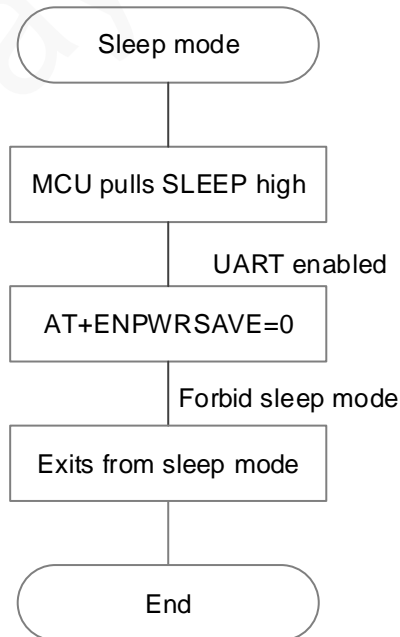 Sleep mode
MCU pulls SLEEP high
UART enabled
AT+ENPWRSAVE=0
Forbid sleep mode
Exits from sleep mode
End